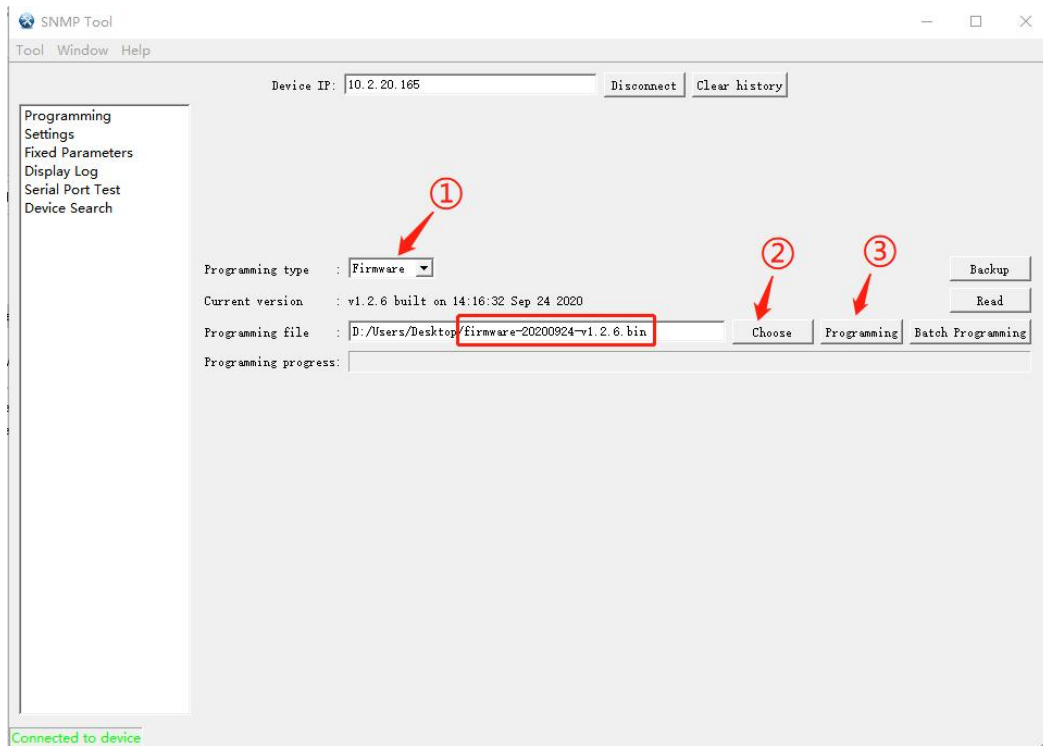 SNMP Tool
Tool Window Help
Device IP: 10.2.20.165 Disconnect Clear history
Programming
Settings
Fixed Parameters
Display Log
Serial Port Test
Device Search
①
② ③
Programming type : Firmware Backup
Current version : v1.2.6 built on 14:16:32 Sep 24 2020 Read
Programming file : D:/Users/Desktop/firmware-20200924-v1.2.6.bin Choose Programming Batch Programming
Programming progress:
Connected to device